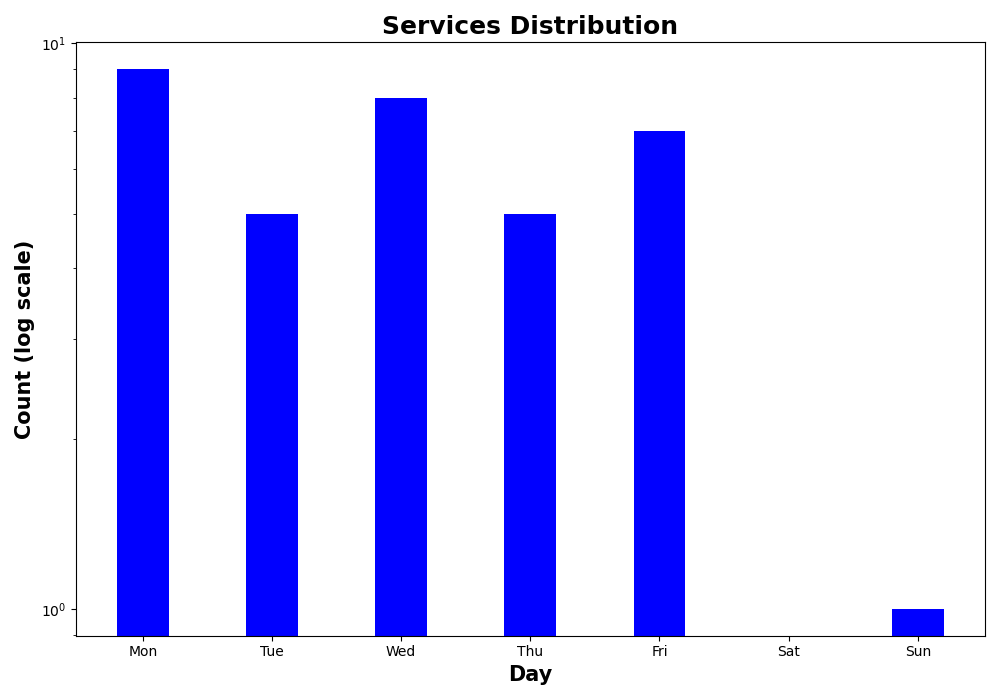 Services Distribution
10¹
10⁰
Count (log scale)
Mon Tue Wed Thu Fri Sat Sun
Day